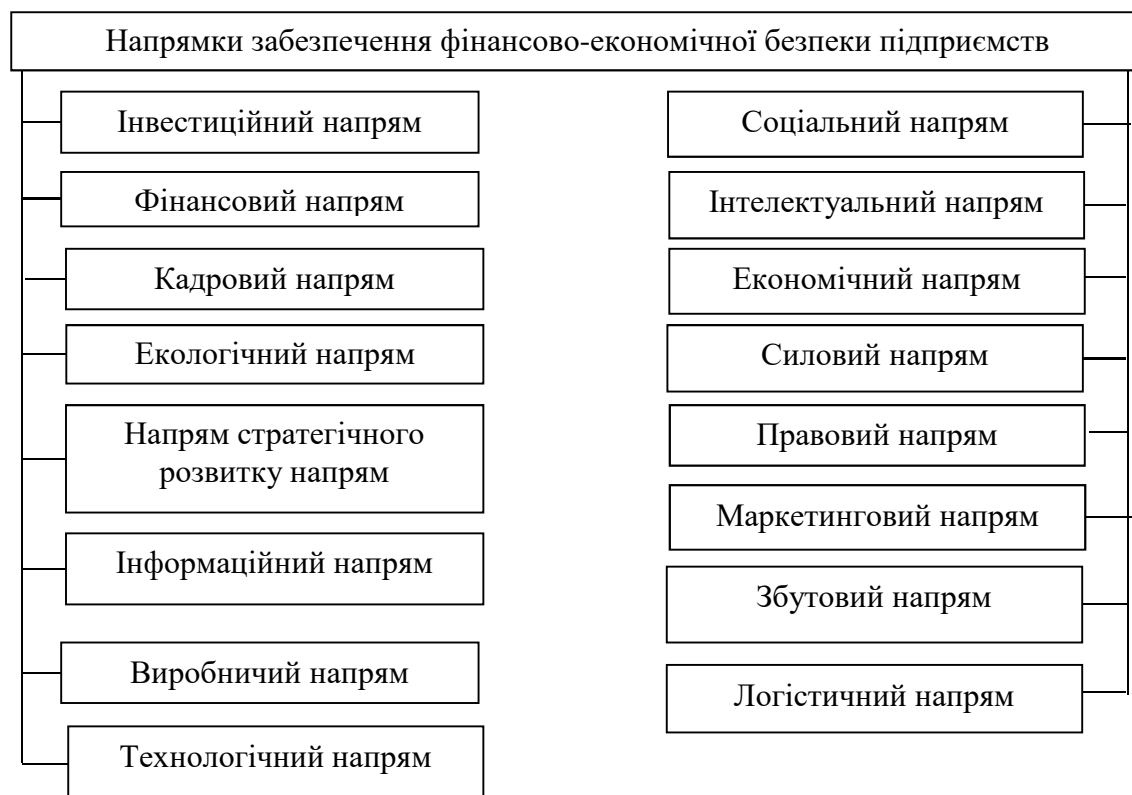 Напрямки забезпечення фінансово-економічної безпеки підприємств
Інвестиційний напрям
Фінансовий напрям
Кадровий напрям
Екологічний напрям
Напрям стратегічного
розвитку напрям
Інформаційний напрям
Виробничий напрям
Технологічний напрям
Соціальний напрям
Інтелектуальний напрям
Економічний напрям
Силовий напрям
Правовий напрям
Маркетинговий напрям
Збутовий напрям
Логістичний напрям